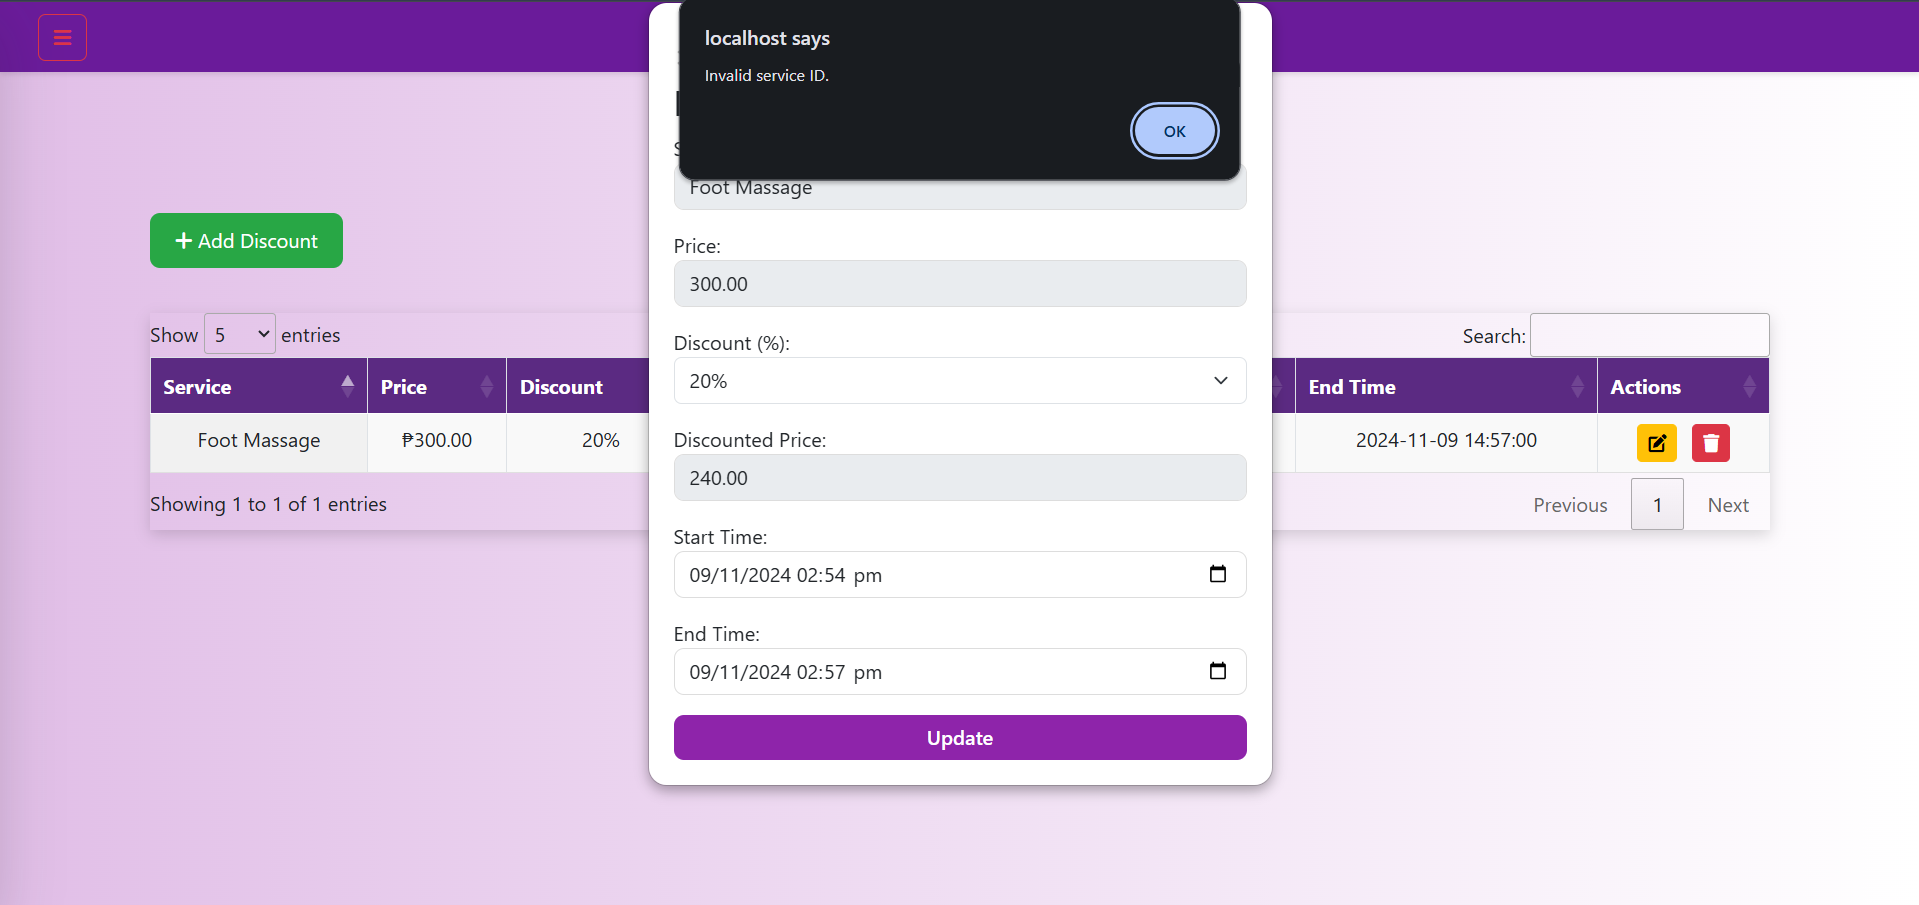 localhost says
Invalid service ID.
OK
Foot Massage
Price:
300.00
Discount (%):
20%
Discounted Price:
240.00
Start Time:
09/11/2024 02:54 pm
End Time:
09/11/2024 02:57 pm
Update
Add Discount
Show 5 entries
Search:
Service Price Discount End Time Actions
Foot Massage ₱300.00 20% 2024-11-09 14:57:00
Showing 1 to 1 of 1 entries
Previous 1 Next